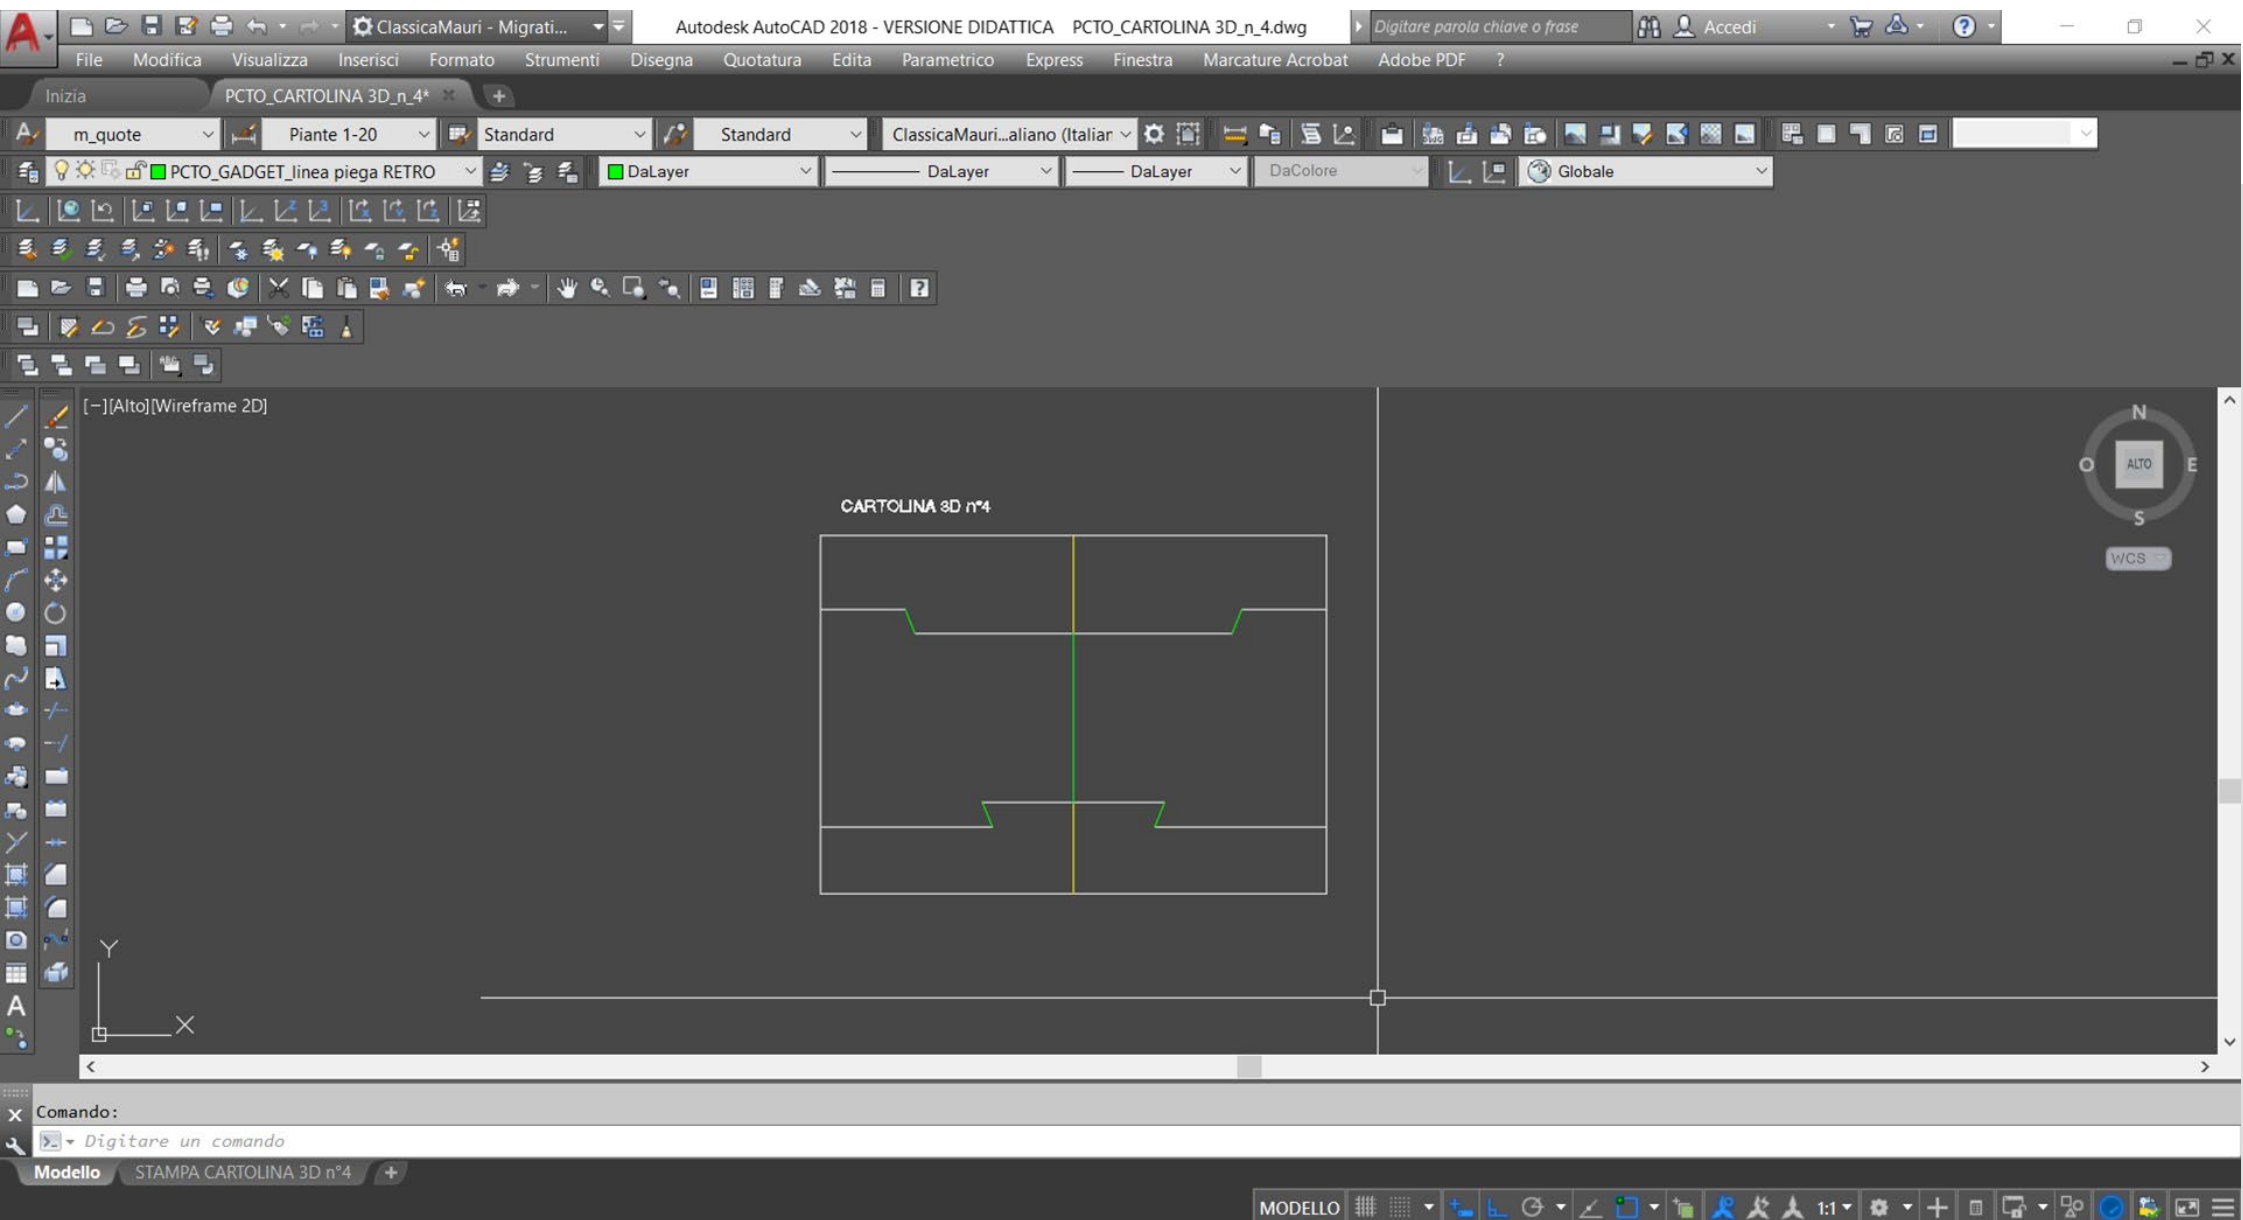 ClassicaMauri - Migrati... Autodesk AutoCAD 2018 - VERSIONE DIDATTICA PCTO_CARTOLINA 3D_n_4.dwg Digitare parola chiave o frase Accedi ?
File Modifica Visualizza Inserisci Formato Strumenti Disegna Quotatura Edita Parametrico Express Finestra Marcature Acrobat Adobe PDF ?
Inizia PCTO_CARTOLINA 3D_n_4* +
m_quote Piante 1-20 Standard Standard ClassicaMauri...aliano (Italiar
PCTO_GADGET_linea piega RETRO DaLayer DaLayer DaLayer DaColore Globale
[−][Alto][Wireframe 2D]
N
O ALTO E
S
WCS
CARTOLINA 3D n°4
Y
X
Comando:
Digitare un comando
Modello STAMPA CARTOLINA 3D n°4 +
MODELLO 1:1